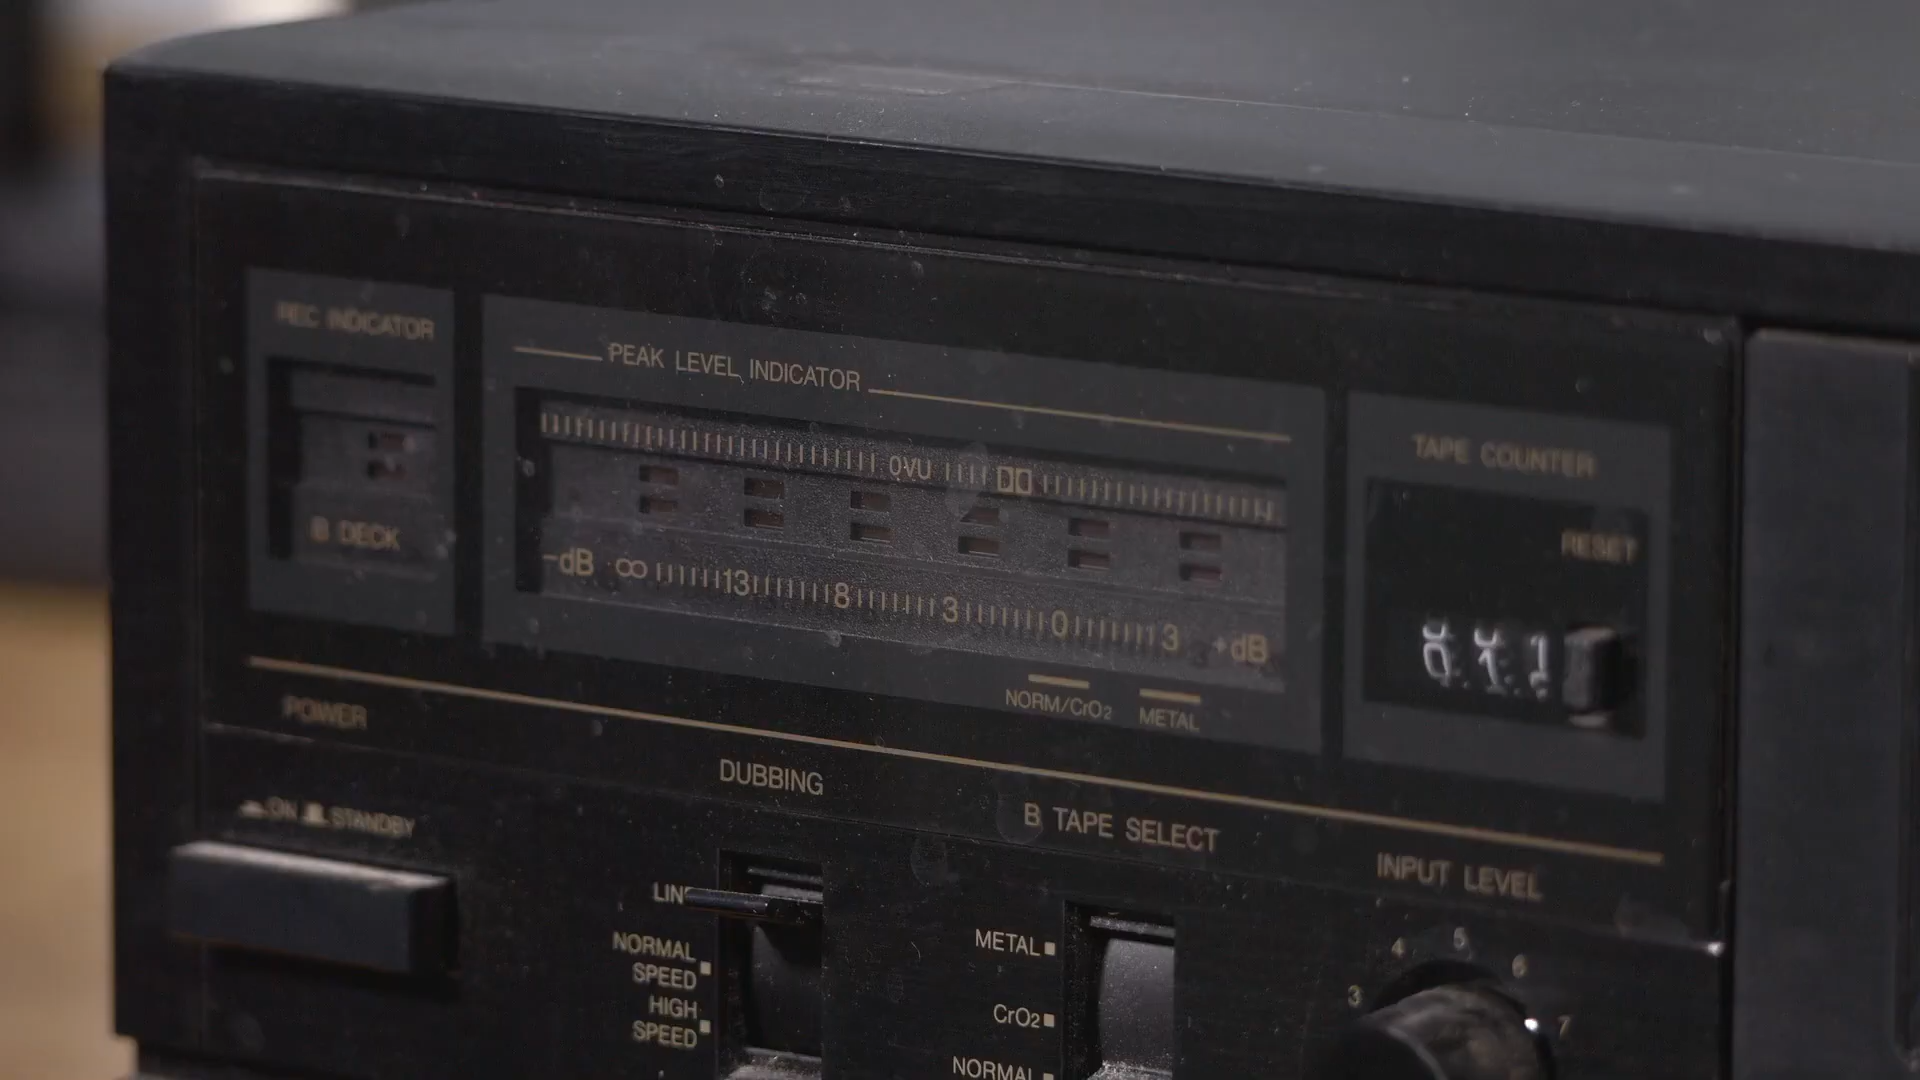 REC INDICATOR
B DECK
PEAK LEVEL INDICATOR
0VU
-dB ∞ 13 8 3 0 3 +dB
NORM/CrO2
METAL
TAPE COUNTER
RESET
POWER
ON STANDBY
DUBBING
NORMAL
SPEED
HIGH
SPEED
B TAPE SELECT
METAL
CrO2
NORMAL
INPUT LEVEL
3 4 5 6 7